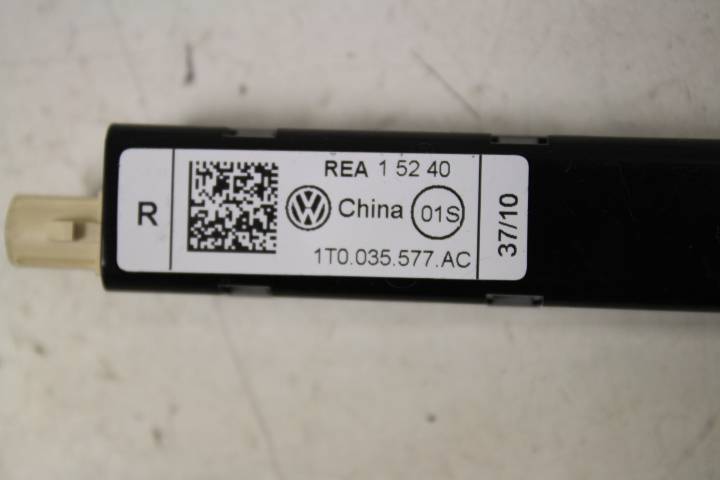 R
REA 1 52 40
China 01S
1T0.035.577.AC
37/10